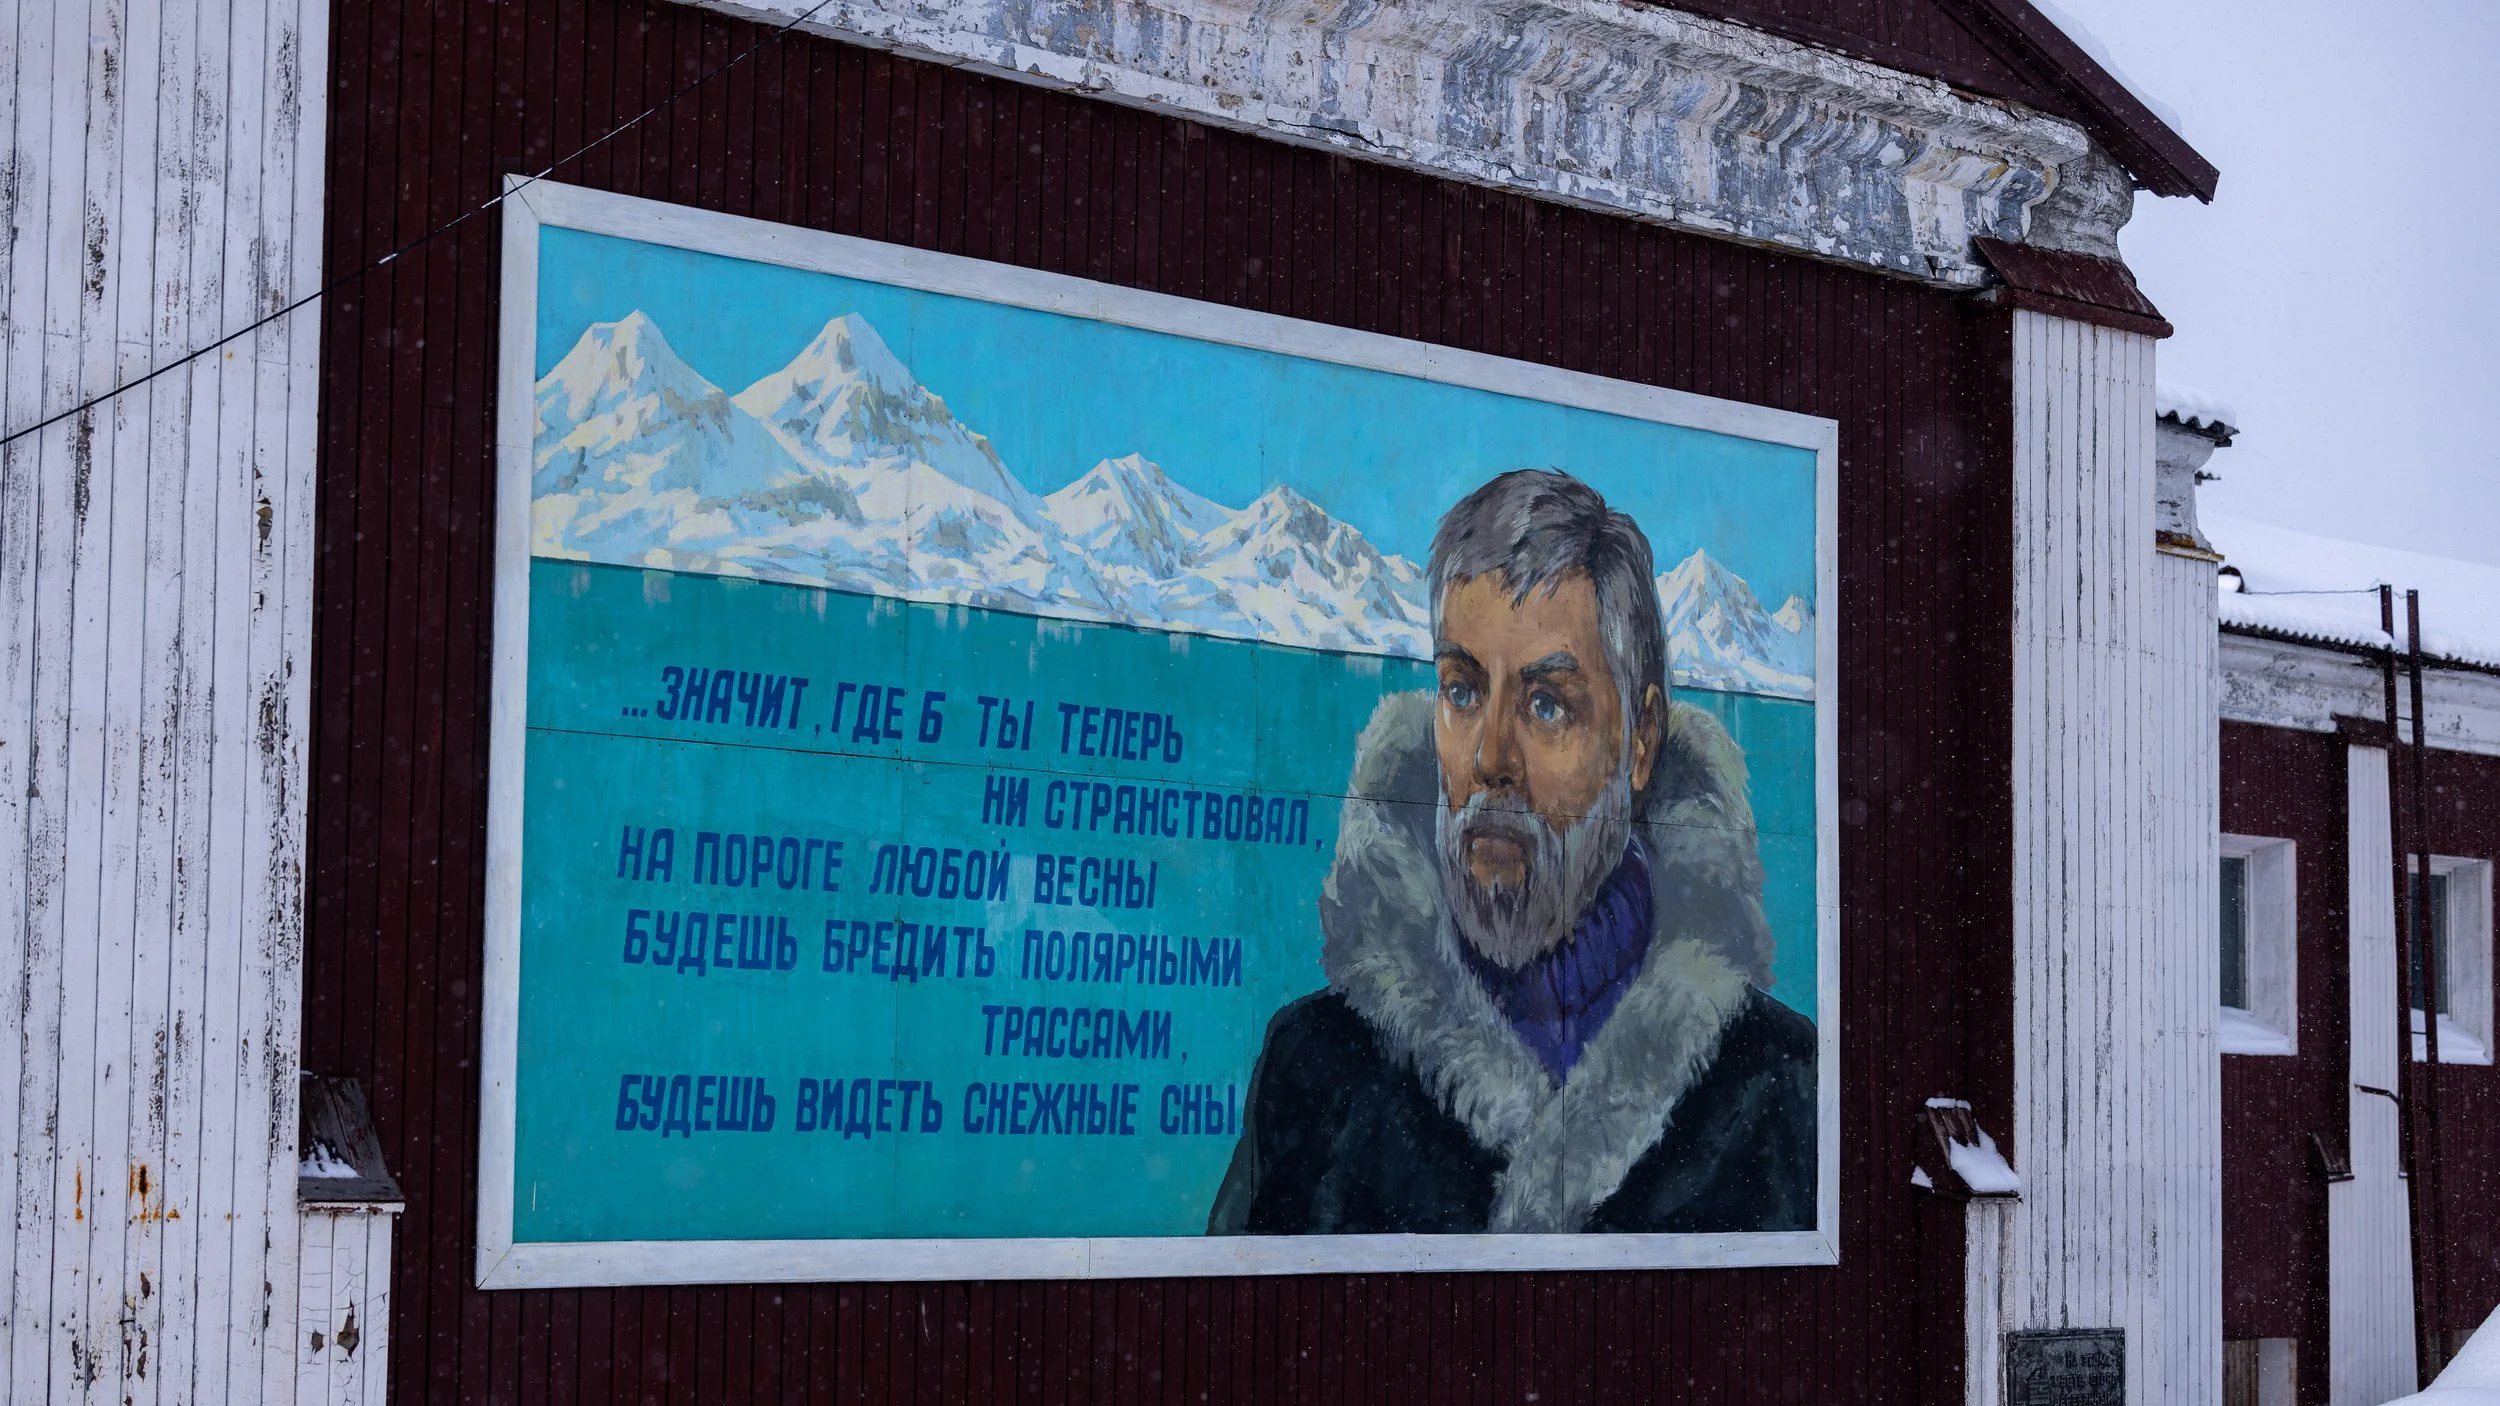 ...ЗНАЧИТ, ГДЕ Б ТЫ ТЕПЕРЬ
НИ СТРАНСТВОВАЛ,
НА ПОРОГЕ ЛЮБОЙ ВЕСНЫ
БУДЕШЬ БРЕДИТЬ ПОЛЯРНЫМИ
ТРАССАМИ,
БУДЕШЬ ВИДЕТЬ СНЕЖНЫЕ СНЫ.